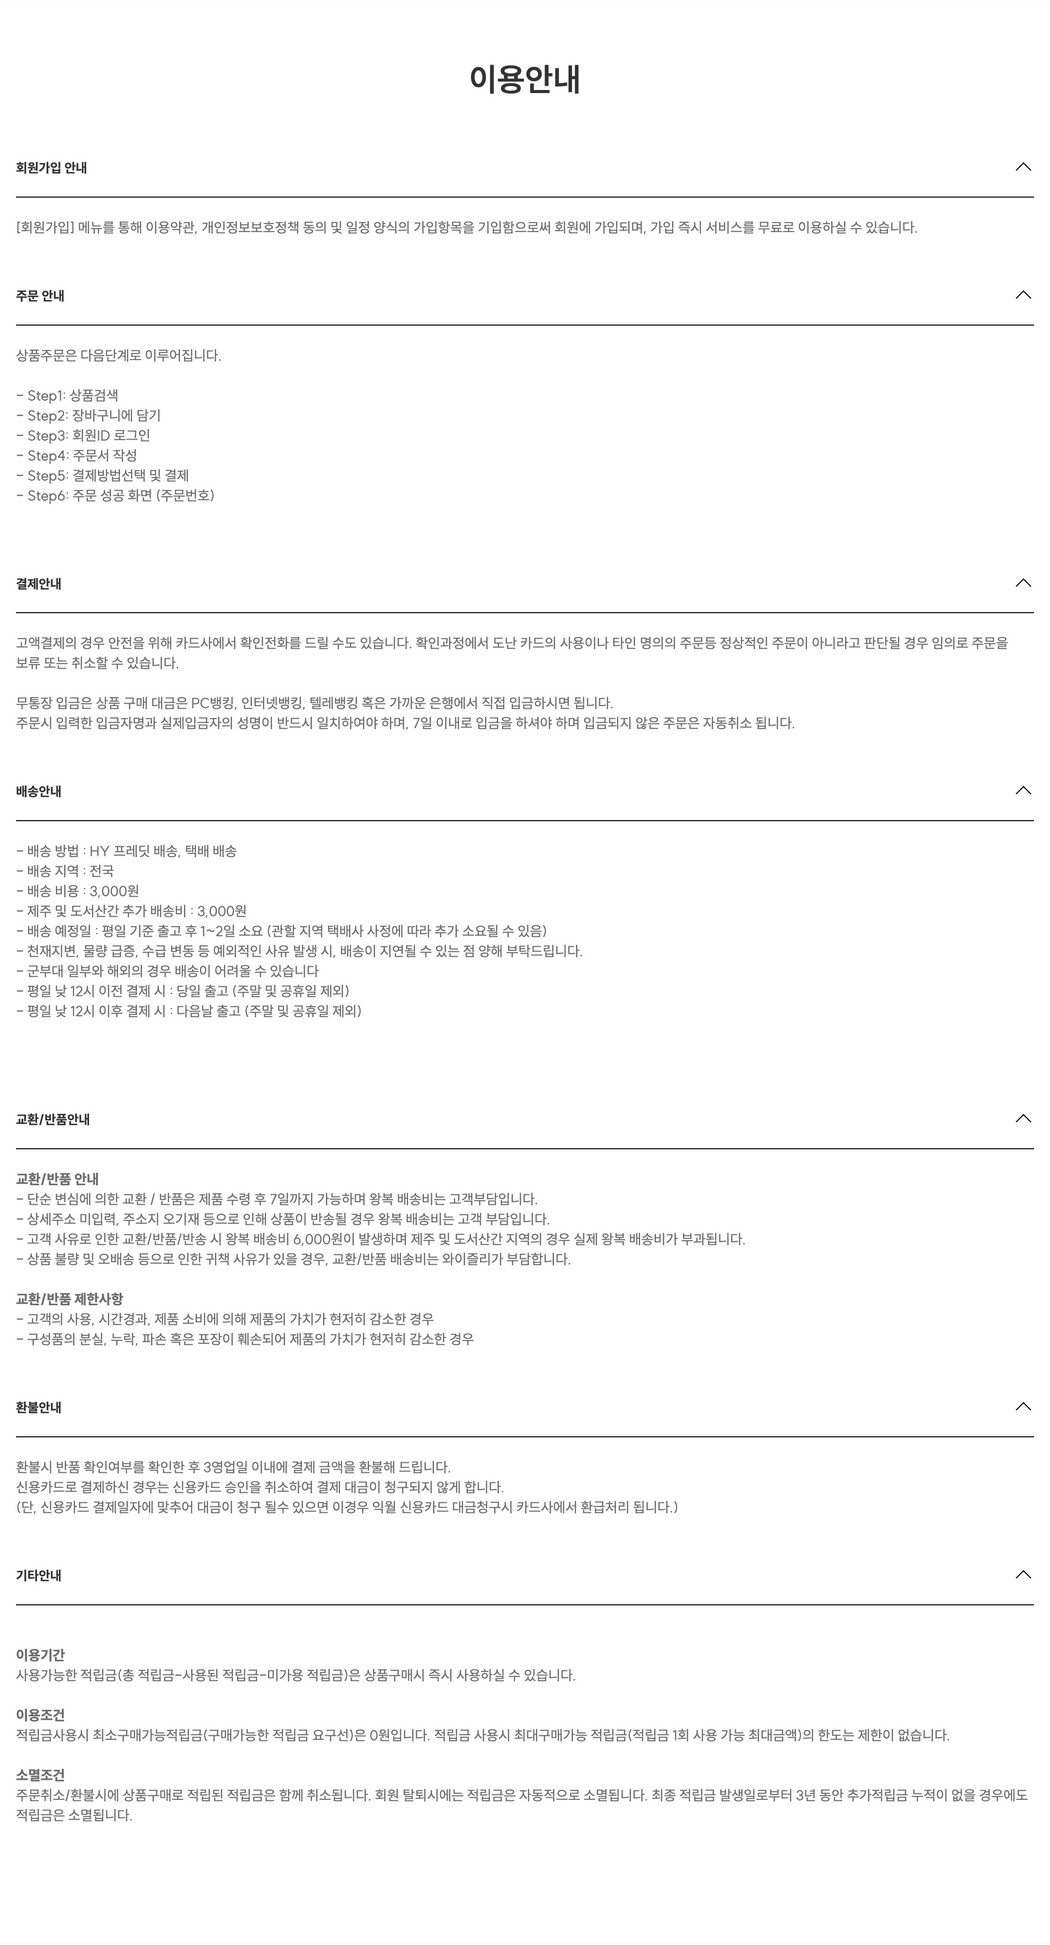 이용안내
회원가입 안내
[회원가입] 메뉴를 통해 이용약관, 개인정보보호정책 동의 및 일정 양식의 가입항목을 기입함으로써 회원에 가입되며, 가입 즉시 서비스를 무료로 이용하실 수 있습니다.
주문 안내
상품주문은 다음단계로 이루어집니다.
- Step1: 상품검색
- Step2: 장바구니에 담기
- Step3: 회원ID 로그인
- Step4: 주문서 작성
- Step5: 결제방법선택 및 결제
- Step6: 주문 성공 화면 (주문번호)
결제안내
고액결제의 경우 안전을 위해 카드사에서 확인전화를 드릴 수도 있습니다. 확인과정에서 도난 카드의 사용이나 타인 명의의 주문등 정상적인 주문이 아니라고 판단될 경우 임의로 주문을
보류 또는 취소할 수 있습니다.
무통장 입금은 상품 구매 대금은 PC뱅킹, 인터넷뱅킹, 텔레뱅킹 혹은 가까운 은행에서 직접 입금하시면 됩니다.
주문시 입력한 입금자명과 실제입금자의 성명이 반드시 일치하여야 하며, 7일 이내로 입금을 하셔야 하며 입금되지 않은 주문은 자동취소 됩니다.
배송안내
- 배송 방법 : HY 프레딧 배송, 택배 배송
- 배송 지역 : 전국
- 배송 비용 : 3,000원
- 제주 및 도서산간 추가 배송비 : 3,000원
- 배송 예정일 : 평일 기준 출고 후 1~2일 소요 (관할 지역 택배사 사정에 따라 추가 소요될 수 있음)
- 천재지변, 물량 급증, 수급 변동 등 예외적인 사유 발생 시, 배송이 지연될 수 있는 점 양해 부탁드립니다.
- 군부대 일부와 해외의 경우 배송이 어려울 수 있습니다
- 평일 낮 12시 이전 결제 시 : 당일 출고 (주말 및 공휴일 제외)
- 평일 낮 12시 이후 결제 시 : 다음날 출고 (주말 및 공휴일 제외)
교환/반품안내
교환/반품 안내
- 단순 변심에 의한 교환 / 반품은 제품 수령 후 7일까지 가능하며 왕복 배송비는 고객부담입니다.
- 상세주소 미입력, 주소지 오기재 등으로 인해 상품이 반송될 경우 왕복 배송비는 고객 부담입니다.
- 고객 사유로 인한 교환/반품/반송 시 왕복 배송비 6,000원이 발생하며 제주 및 도서산간 지역의 경우 실제 왕복 배송비가 부과됩니다.
- 상품 불량 및 오배송 등으로 인한 귀책 사유가 있을 경우, 교환/반품 배송비는 와이즐리가 부담합니다.
교환/반품 제한사항
- 고객의 사용, 시간경과, 제품 소비에 의해 제품의 가치가 현저히 감소한 경우
- 구성품의 분실, 누락, 파손 혹은 포장이 훼손되어 제품의 가치가 현저히 감소한 경우
환불안내
환불시 반품 확인여부를 확인한 후 3영업일 이내에 결제 금액을 환불해 드립니다.
신용카드로 결제하신 경우는 신용카드 승인을 취소하여 결제 대금이 청구되지 않게 합니다.
(단, 신용카드 결제일자에 맞추어 대금이 청구 될수 있으면 이경우 익월 신용카드 대금청구시 카드사에서 환급처리 됩니다.)
기타안내
이용기간
사용가능한 적립금(총 적립금-사용된 적립금-미가용 적립금)은 상품구매시 즉시 사용하실 수 있습니다.
이용조건
적립금사용시 최소구매가능적립금(구매가능한 적립금 요구선)은 0원입니다. 적립금 사용시 최대구매가능 적립금(적립금 1회 사용 가능 최대금액)의 한도는 제한이 없습니다.
소멸조건
주문취소/환불시에 상품구매로 적립된 적립금은 함께 취소됩니다. 회원 탈퇴시에는 적립금은 자동적으로 소멸됩니다. 최종 적립금 발생일로부터 3년 동안 추가적립금 누적이 없을 경우에도
적립금은 소멸됩니다.